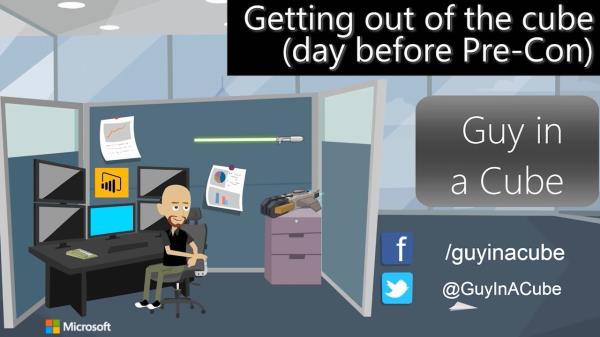 Getting out of the cube
(day before Pre-Con)
Guy in
a Cube
f
/guyinacube
@GuyInACube
Microsoft